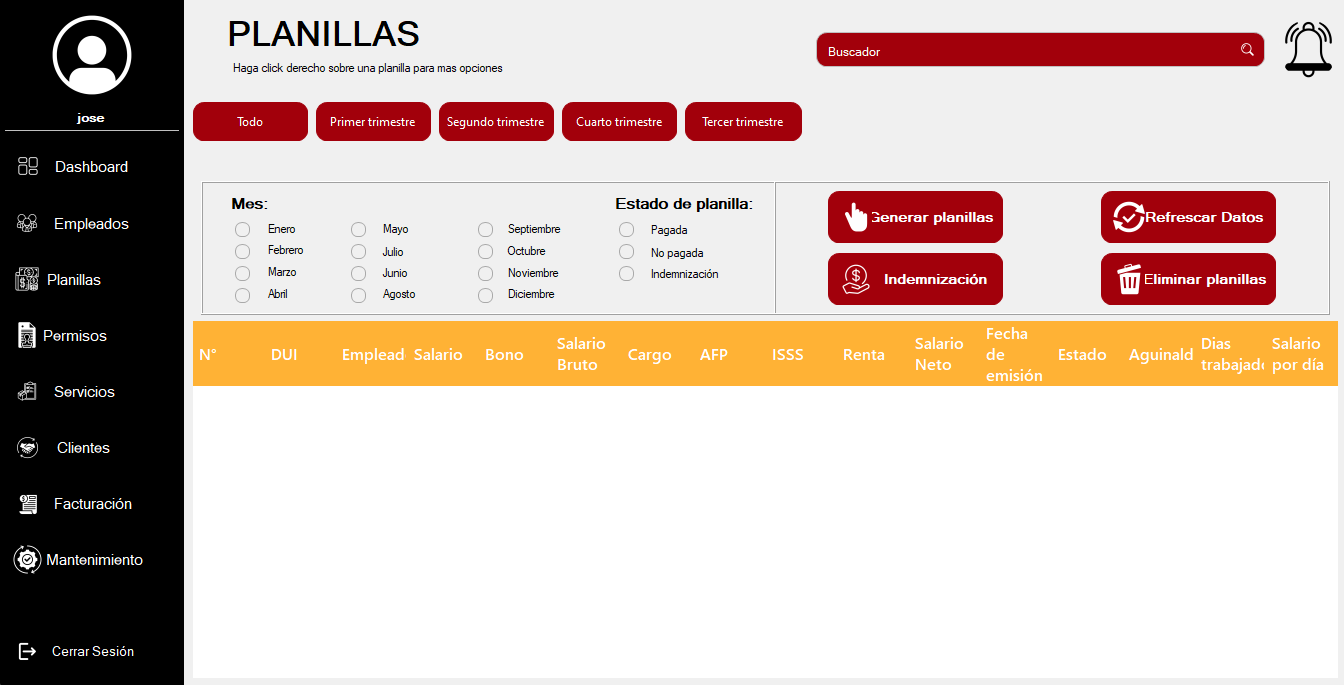 jose
Dashboard
Empleados
Planillas
Permisos
Servicios
Clientes
Facturación
Mantenimiento
Cerrar Sesión
PLANILLAS
Haga click derecho sobre una planilla para mas opciones
Buscador
Todo
Primer trimestre
Segundo trimestre
Cuarto trimestre
Tercer trimestre
Mes:
Enero
Febrero
Marzo
Abril
Mayo
Julio
Junio
Agosto
Septiembre
Octubre
Noviembre
Diciembre
Estado de planilla:
Pagada
No pagada
Indemnización
Generar planillas
Refrescar Datos
Indemnización
Eliminar planillas
N°
DUI
Emplead
Salario
Bono
Salario
Bruto
Cargo
AFP
ISSS
Renta
Salario
Neto
Fecha
de
emisión
Estado
Aguinald
Dias
trabajado
Salario
por día